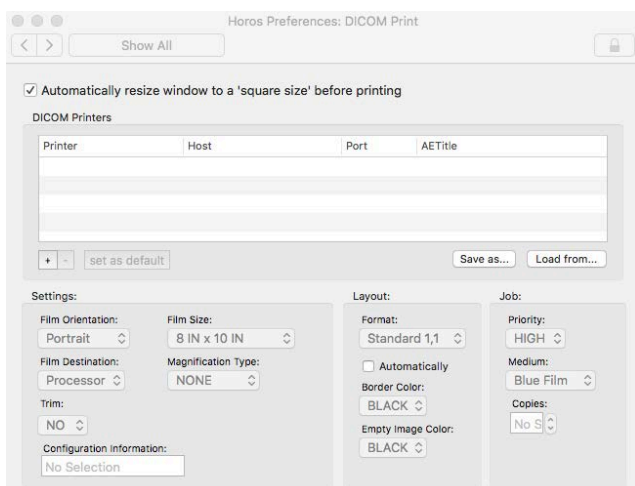 Horos Preferences: DICOM Print
Show All
Automatically resize window to a 'square size' before printing
DICOM Printers
Printer Host Port AETitle
+ - set as default Save as... Load from...
Settings: Layout: Job:
Film Orientation: Film Size: Format: Priority:
Portrait 8 IN x 10 IN Standard 1,1 HIGH
Film Destination: Magnification Type: Automatically Medium:
Processor NONE Border Color: Blue Film
Trim: BLACK Copies:
NO Empty Image Color: No S
Configuration Information: BLACK
No Selection